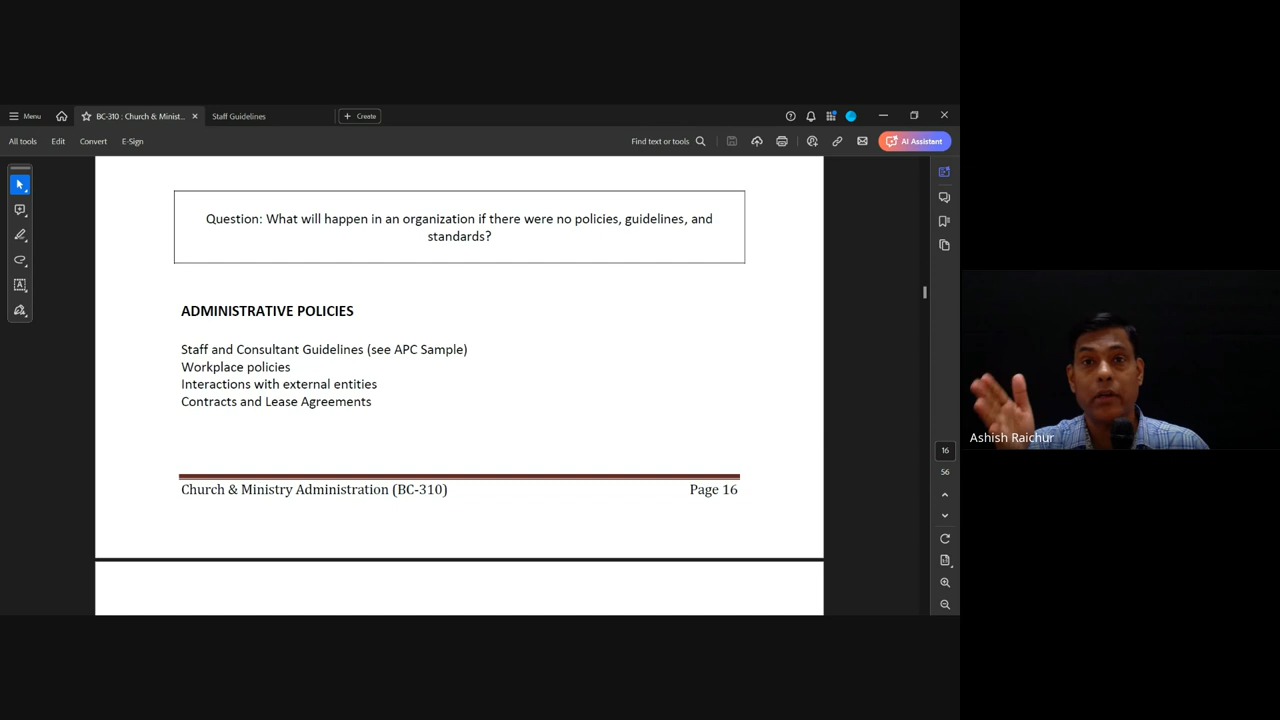 Menu
BC-310 : Church & Minist...
Staff Guidelines
Create
All tools
Edit
Convert
E-Sign
Find text or tools
AI Assistant
Question: What will happen in an organization if there were no policies, guidelines, and
standards?
ADMINISTRATIVE POLICIES
Staff and Consultant Guidelines (see APC Sample)
Workplace policies
Interactions with external entities
Contracts and Lease Agreements
Church & Ministry Administration (BC-310)
Page 16
16
56
Ashish Raichur